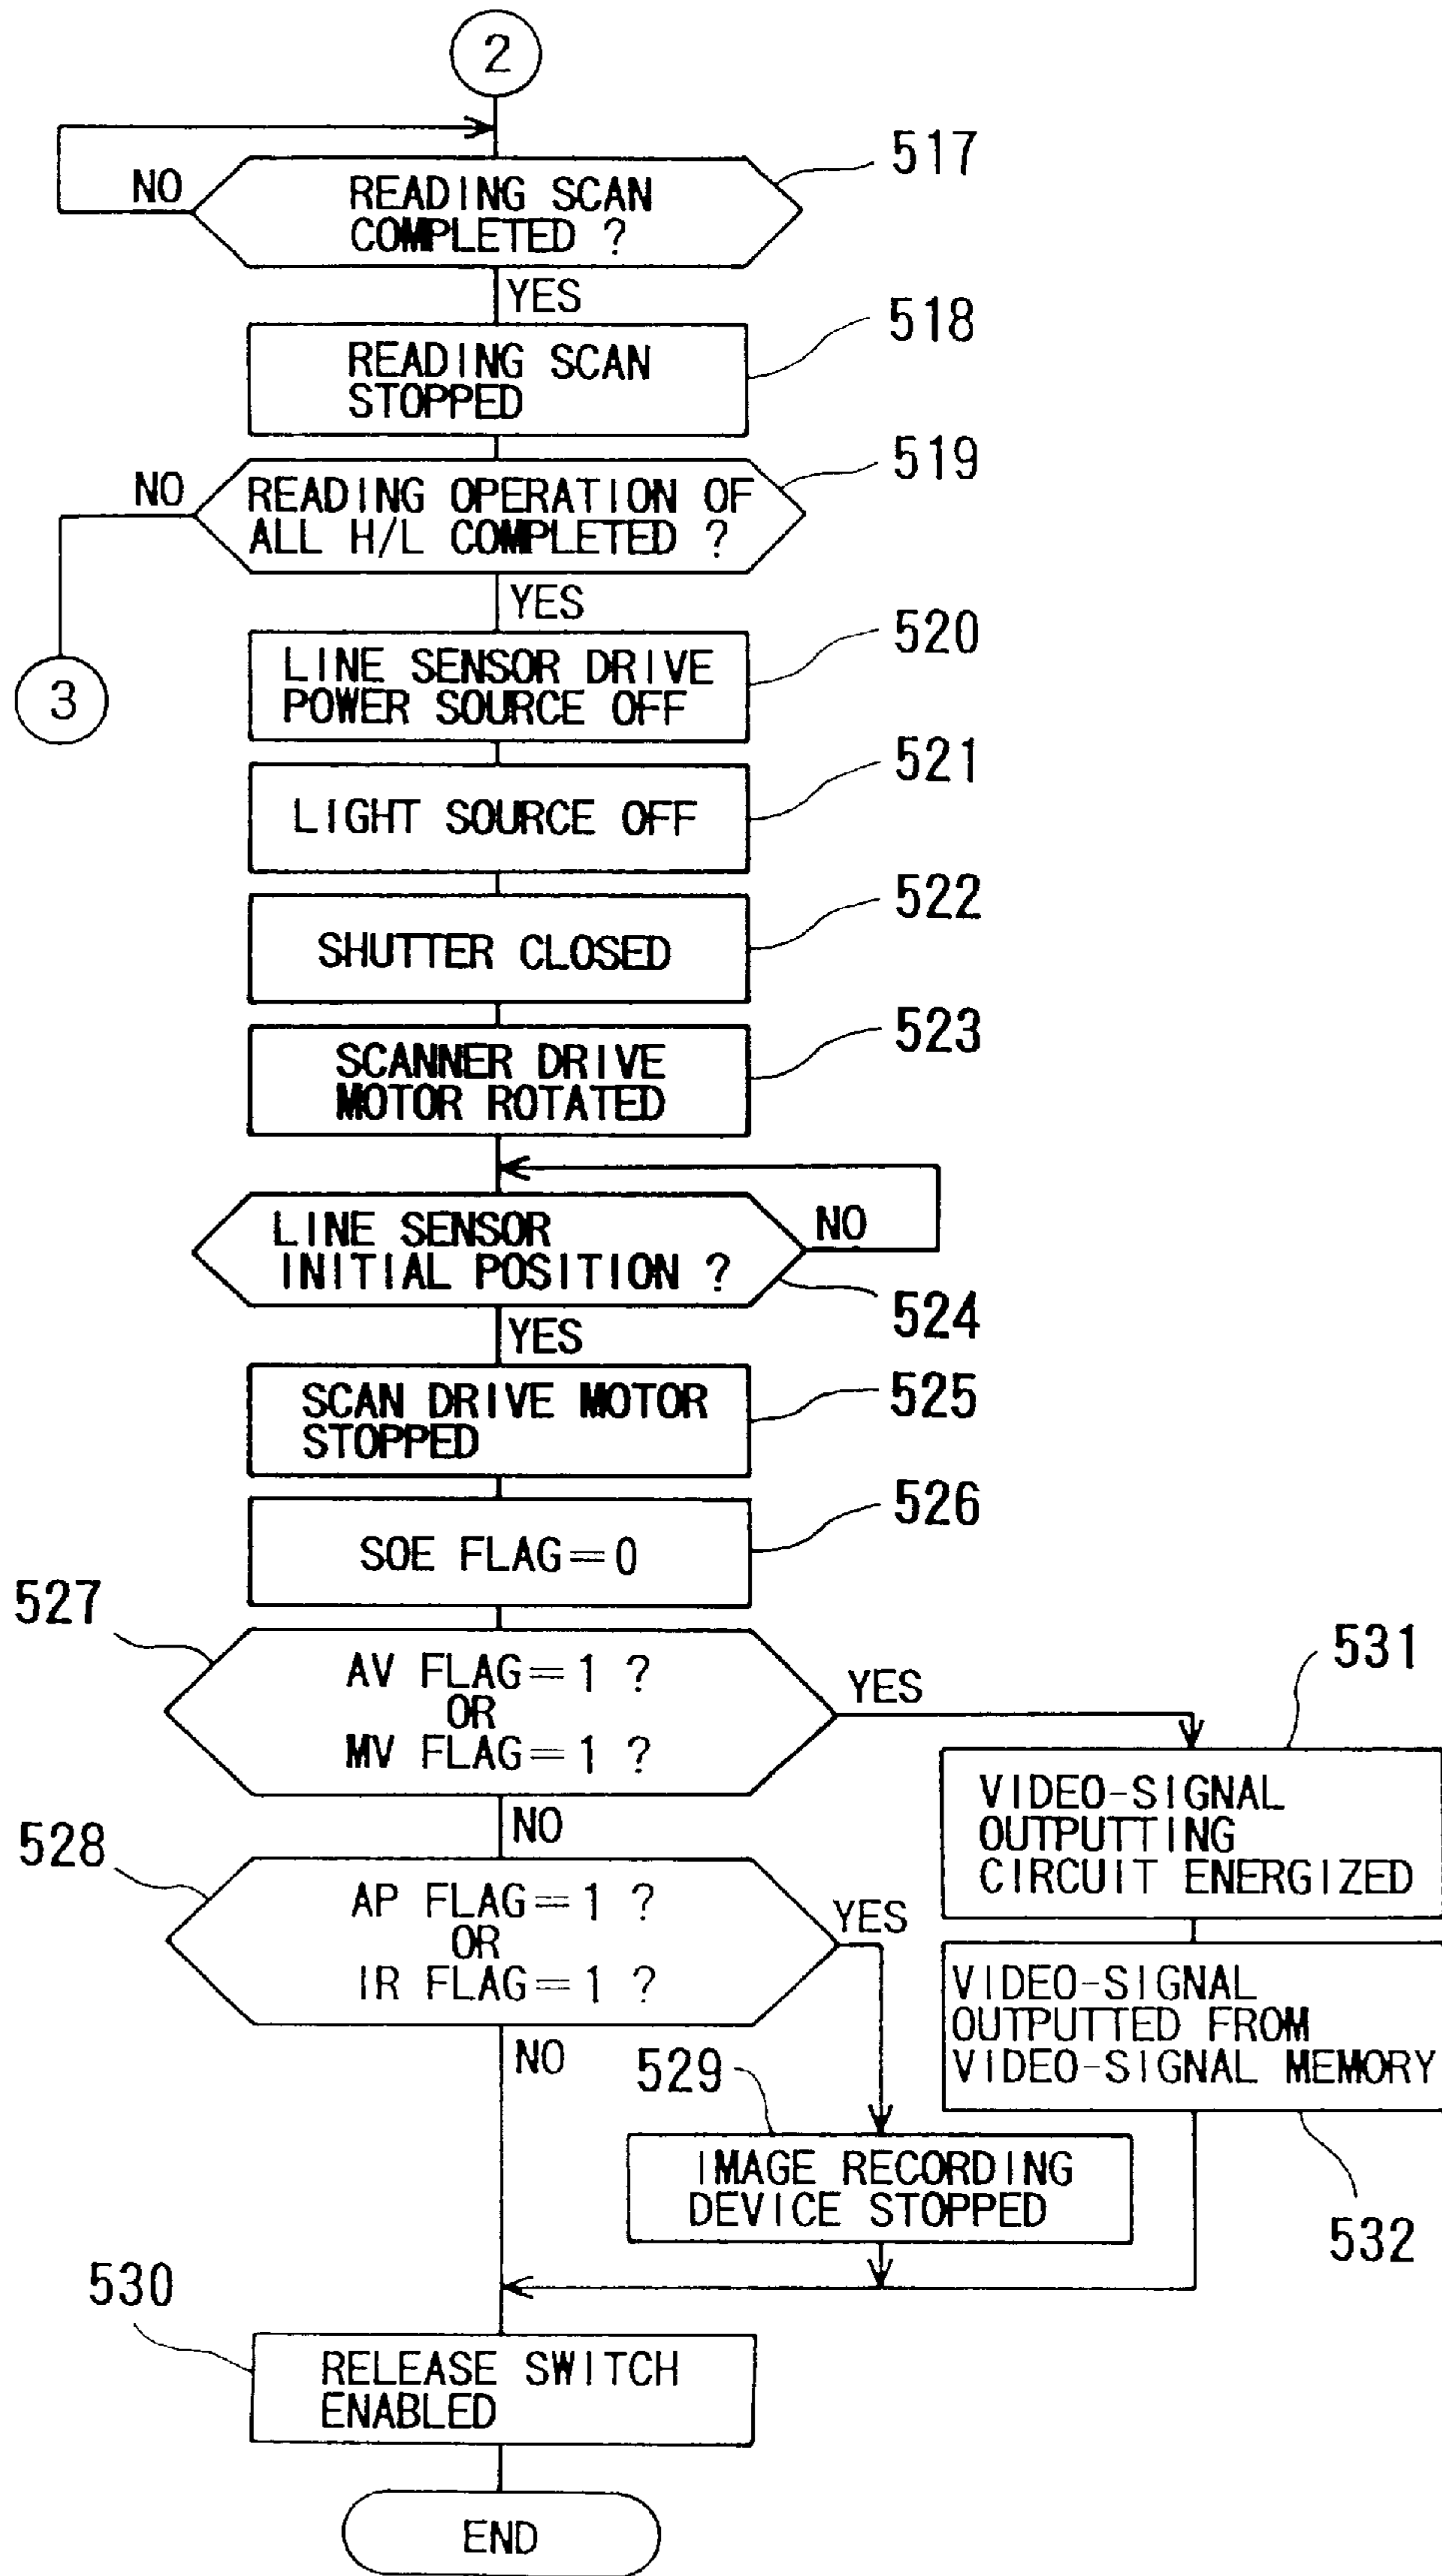 2
NO
READING SCAN
COMPLETED ?
517
YES
READING SCAN
STOPPED
518
NO
READING OPERATION OF
ALL H/L COMPLETED ?
519
YES
3
LINE SENSOR DRIVE
POWER SOURCE OFF
520
LIGHT SOURCE OFF
521
SHUTTER CLOSED
522
SCANNER DRIVE
MOTOR ROTATED
523
LINE SENSOR
INITIAL POSITION ?
NO
524
YES
SCAN DRIVE MOTOR
STOPPED
525
SOE FLAG=0
526
527
AV FLAG=1 ?
OR
MV FLAG=1 ?
YES
NO
531
VIDEO-SIGNAL
OUTPUTTING
CIRCUIT ENERGIZED
528
AP FLAG=1 ?
OR
IR FLAG=1 ?
YES
NO
VIDEO-SIGNAL
OUTPUTTED FROM
VIDEO-SIGNAL MEMORY
532
529
IMAGE RECORDING
DEVICE STOPPED
530
RELEASE SWITCH
ENABLED
END